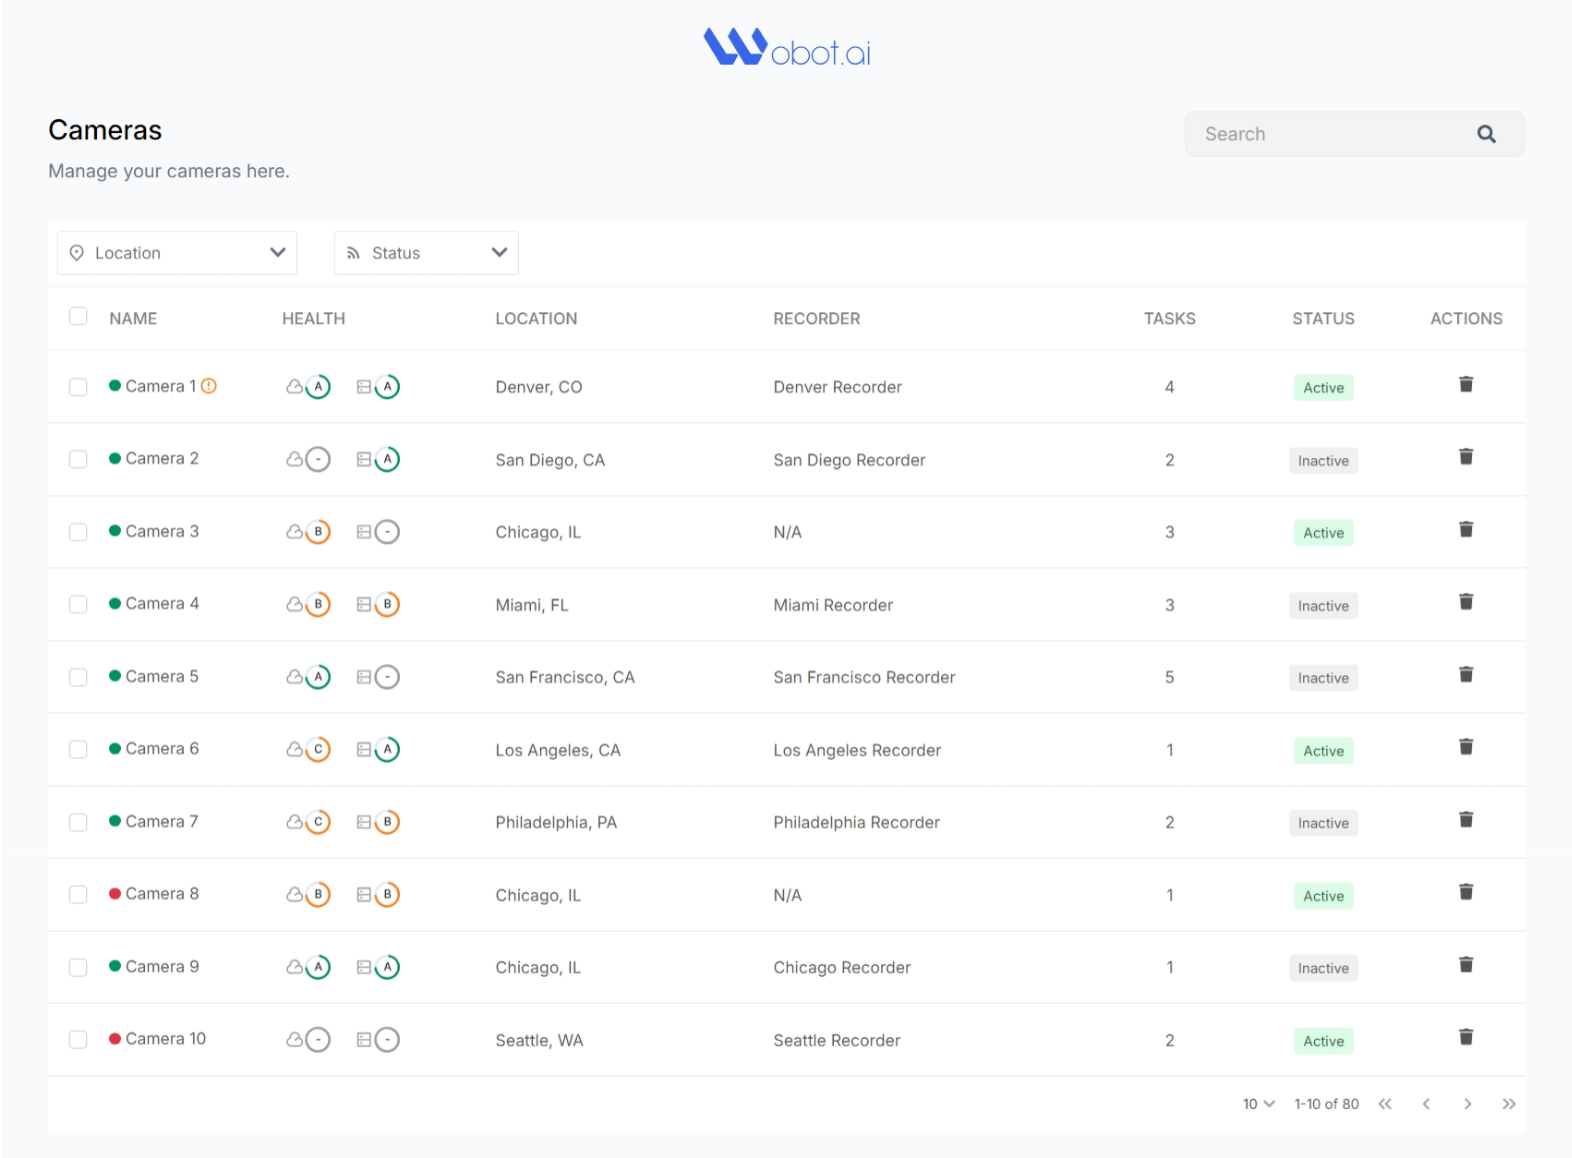 Wobot.ai
Cameras
Search
Manage your cameras here.
Location Status
NAME HEALTH LOCATION RECORDER TASKS STATUS ACTIONS
Camera 1 A A Denver, CO Denver Recorder 4 Active
Camera 2 - A San Diego, CA San Diego Recorder 2 Inactive
Camera 3 B - Chicago, IL N/A 3 Active
Camera 4 B B Miami, FL Miami Recorder 3 Inactive
Camera 5 A - San Francisco, CA San Francisco Recorder 5 Inactive
Camera 6 C A Los Angeles, CA Los Angeles Recorder 1 Active
Camera 7 C B Philadelphia, PA Philadelphia Recorder 2 Inactive
Camera 8 B B Chicago, IL N/A 1 Active
Camera 9 A A Chicago, IL Chicago Recorder 1 Inactive
Camera 10 - - Seattle, WA Seattle Recorder 2 Active
10 1-10 of 80